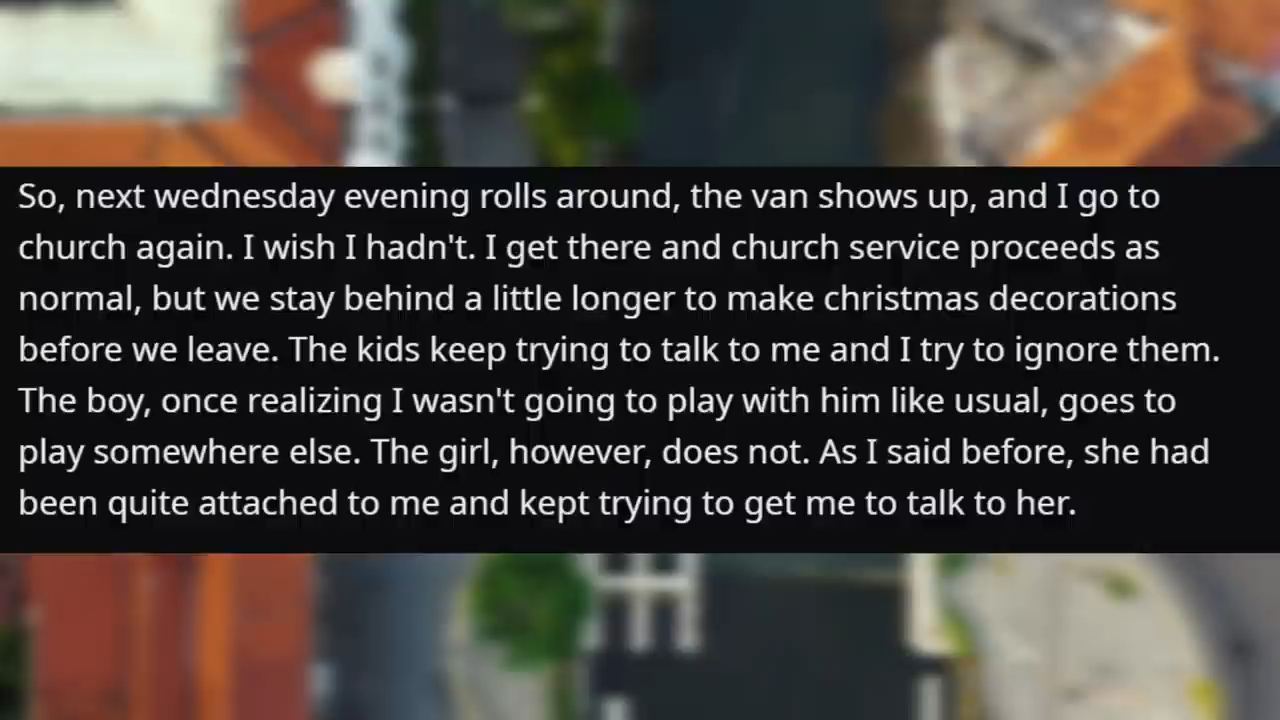 So, next wednesday evening rolls around, the van shows up, and I go to
church again. I wish I hadn't. I get there and church service proceeds as
normal, but we stay behind a little longer to make christmas decorations
before we leave. The kids keep trying to talk to me and I try to ignore them.
The boy, once realizing I wasn't going to play with him like usual, goes to
play somewhere else. The girl, however, does not. As I said before, she had
been quite attached to me and kept trying to get me to talk to her.